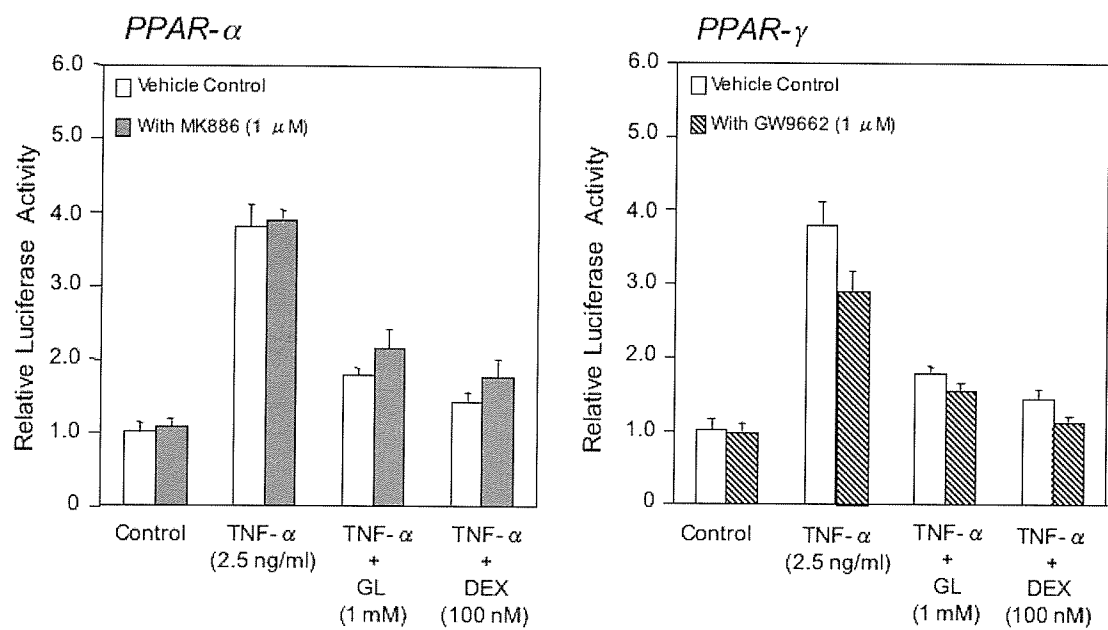 PPAR-α
6.0
5.0
4.0
3.0
2.0
1.0
0
Relative Luciferase Activity
Vehicle Control
With MK886 (1 μM)
Control
TNF-α
(2.5 ng/ml)
TNF-α
+
GL
(1 mM)
TNF-α
+
DEX
(100 nM)
PPAR-γ
6.0
5.0
4.0
3.0
2.0
1.0
0
Relative Luciferase Activity
Vehicle Control
With GW9662 (1 μM)
Control
TNF-α
(2.5 ng/ml)
TNF-α
+
GL
(1 mM)
TNF-α
+
DEX
(100 nM)